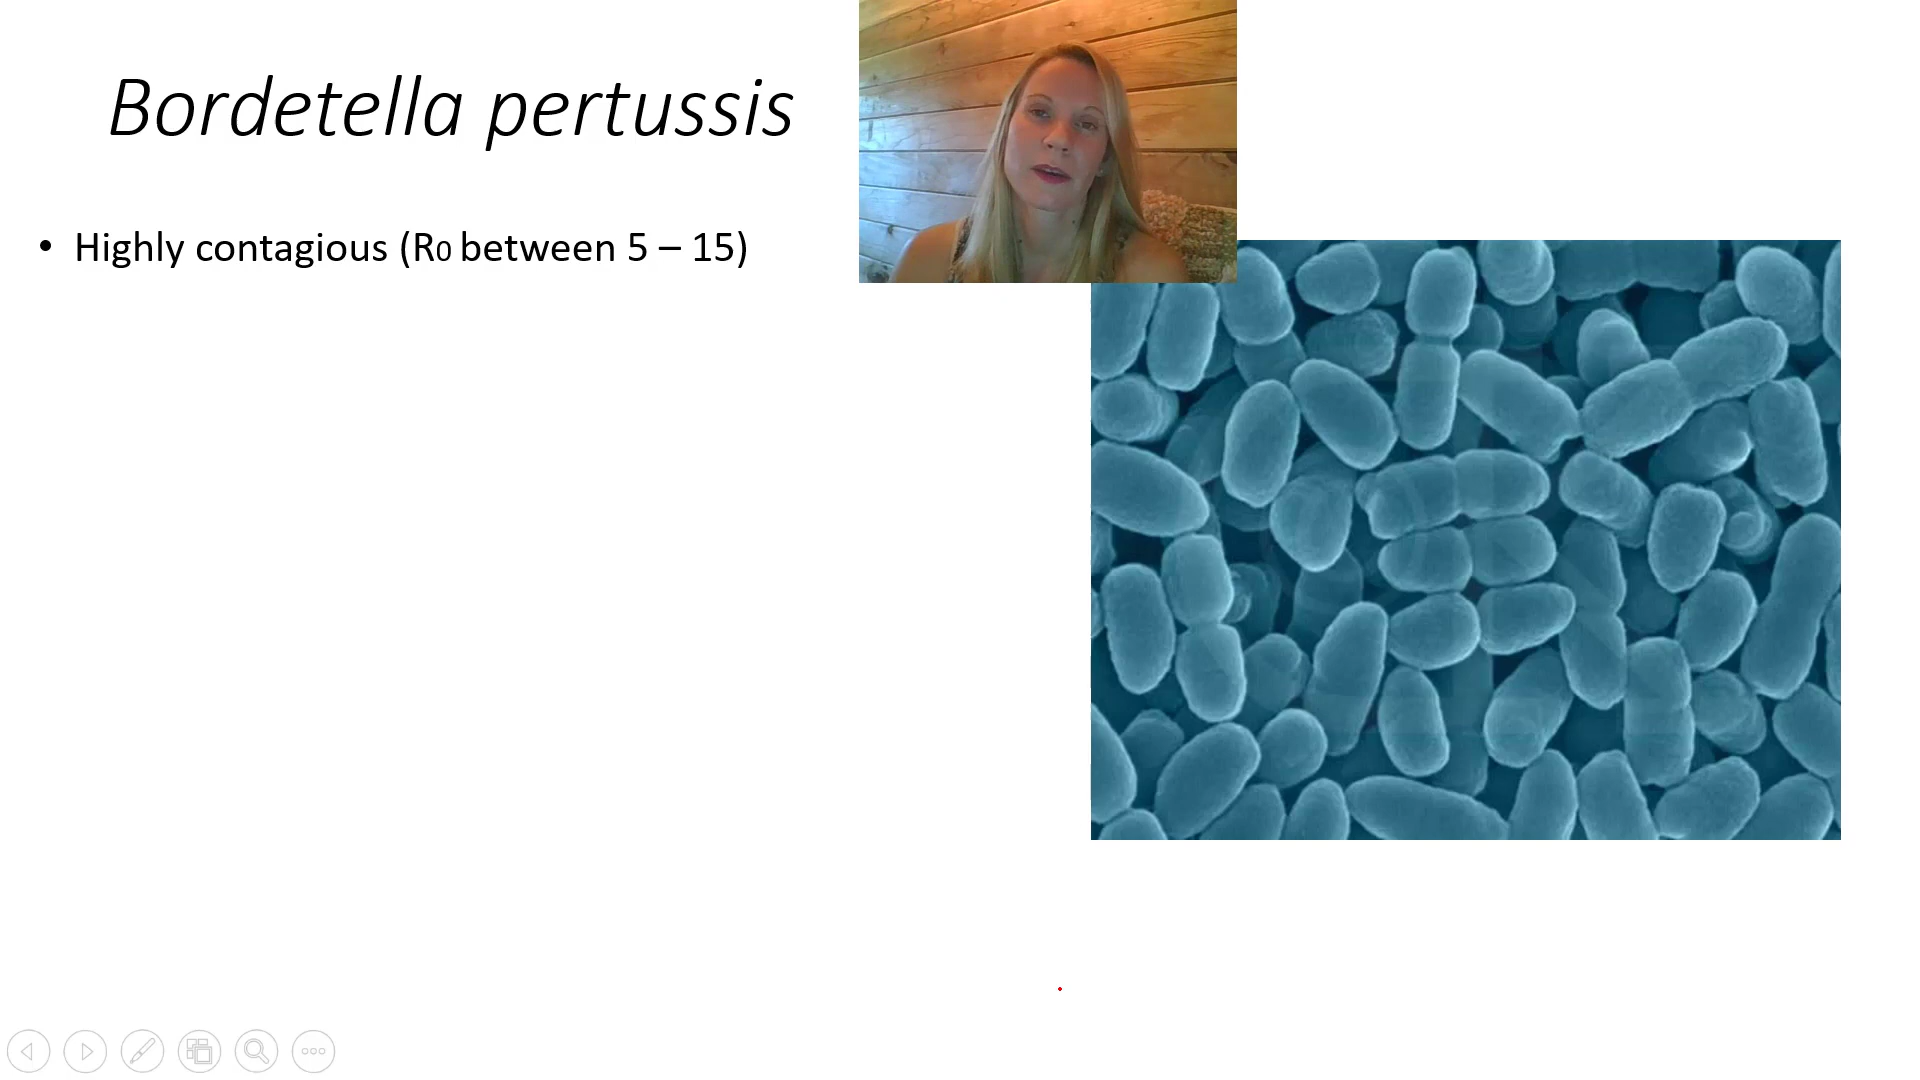 Bordetella pertussis
• Highly contagious (R0 between 5 – 15)